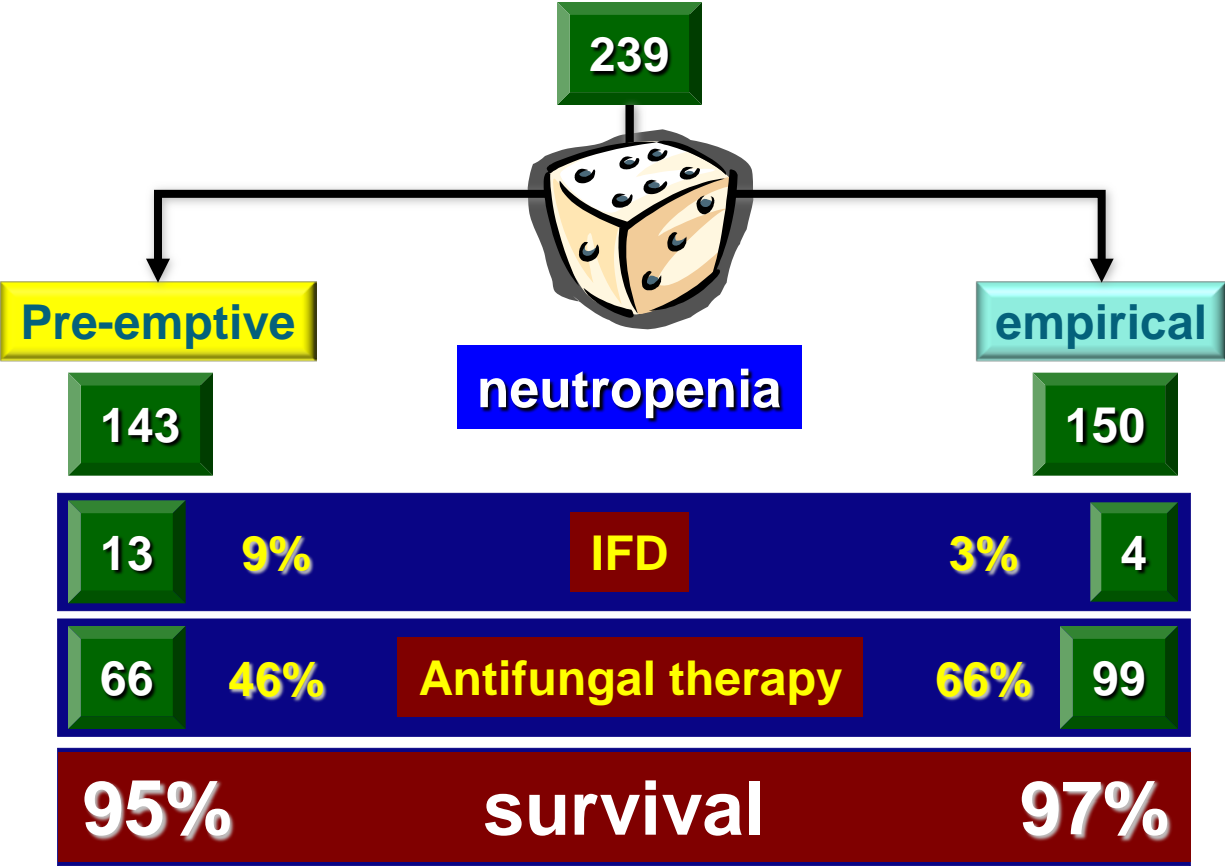 239
Pre-emptive
empirical
neutropenia
143
150
13 9% IFD 3% 4
66 46% Antifungal therapy 66% 99
95% survival 97%